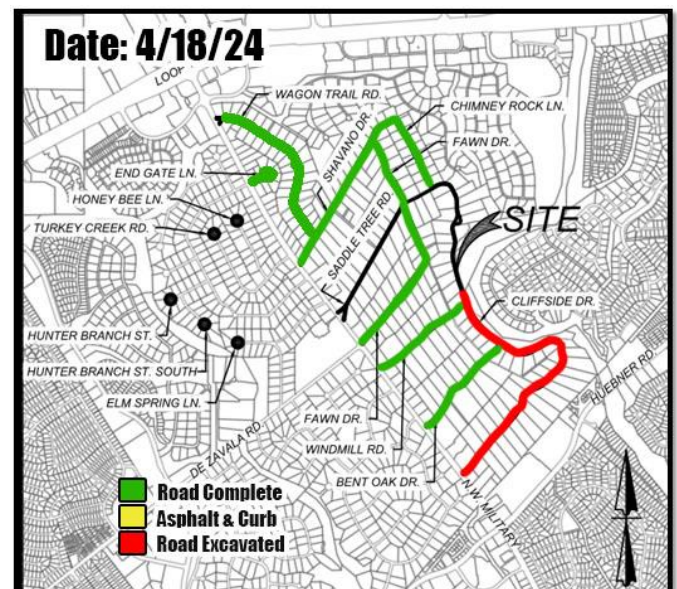 Date: 4/18/24
LOOP
WAGON TRAIL RD.
CHIMNEY ROCK LN.
SHAVANO DR.
FAWN DR.
END GATE LN.
HONEY BEE LN.
SADDLE TREE RD.
SITE
TURKEY CREEK RD.
CLIFFSIDE DR.
HUNTER BRANCH ST.
HUNTER BRANCH ST. SOUTH
HUEBNER RD.
ELM SPRING LN.
FAWN DR.
DE ZAVALA RD.
WINDMILL RD.
BENT OAK DR.
N.W. MILITARY
Road Complete
Asphalt & Curb
Road Excavated